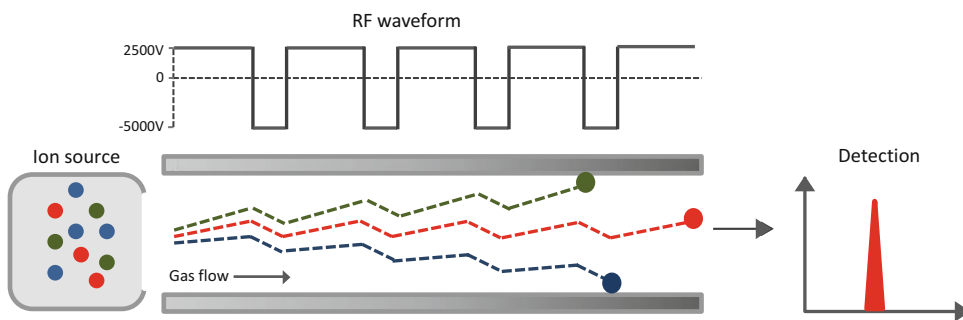 RF waveform
2500V
0
-5000V
Ion source
Detection
Gas flow